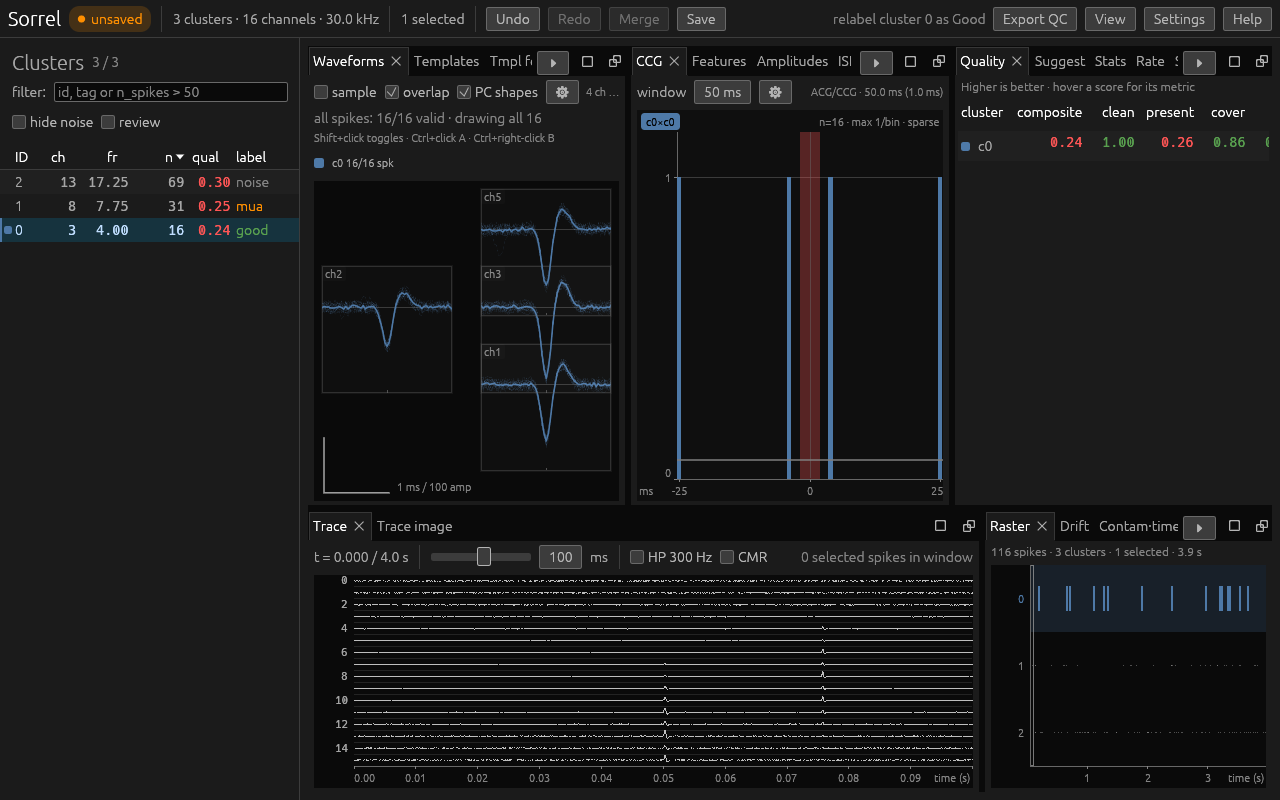 Sorrel unsaved 3 clusters · 16 channels · 30.0 kHz 1 selected Undo Redo Merge Save relabel cluster 0 as Good Export QC View Settings Help
Clusters 3 / 3
filter: id, tag or n_spikes > 50
hide noise review
ID ch fr n qual label
2 13 17.25 69 0.30 noise
1 8 7.75 31 0.25 mua
0 3 4.00 16 0.24 good
Waveforms Templates Tmpl
sample overlap PC shapes 4 ch ...
all spikes: 16/16 valid · drawing all 16
Shift+click toggles · Ctrl+click A · Ctrl+right-click B
c0 16/16 spk
ch5
ch3
ch2
ch1
1 ms / 100 amp
CCG Features Amplitudes ISI
window 50 ms ACG/CCG · 50.0 ms (1.0 ms)
c0×c0 n=16 · max 1/bin · sparse
1
0
ms -25 0 25
Quality Suggest Stats Rate
Higher is better · hover a score for its metric
cluster composite clean present cover
c0 0.24 1.00 0.26 0.86
Trace Trace image
t = 0.000 / 4.0 s 100 ms HP 300 Hz CMR 0 selected spikes in window
0
2
4
6
8
10
12
14
0.00 0.01 0.02 0.03 0.04 0.05 0.06 0.07 0.08 0.09 time (s)
Raster Drift Contam·time
116 spikes · 3 clusters · 1 selected · 3.9 s
0
1
2
1 2 3 time (s)